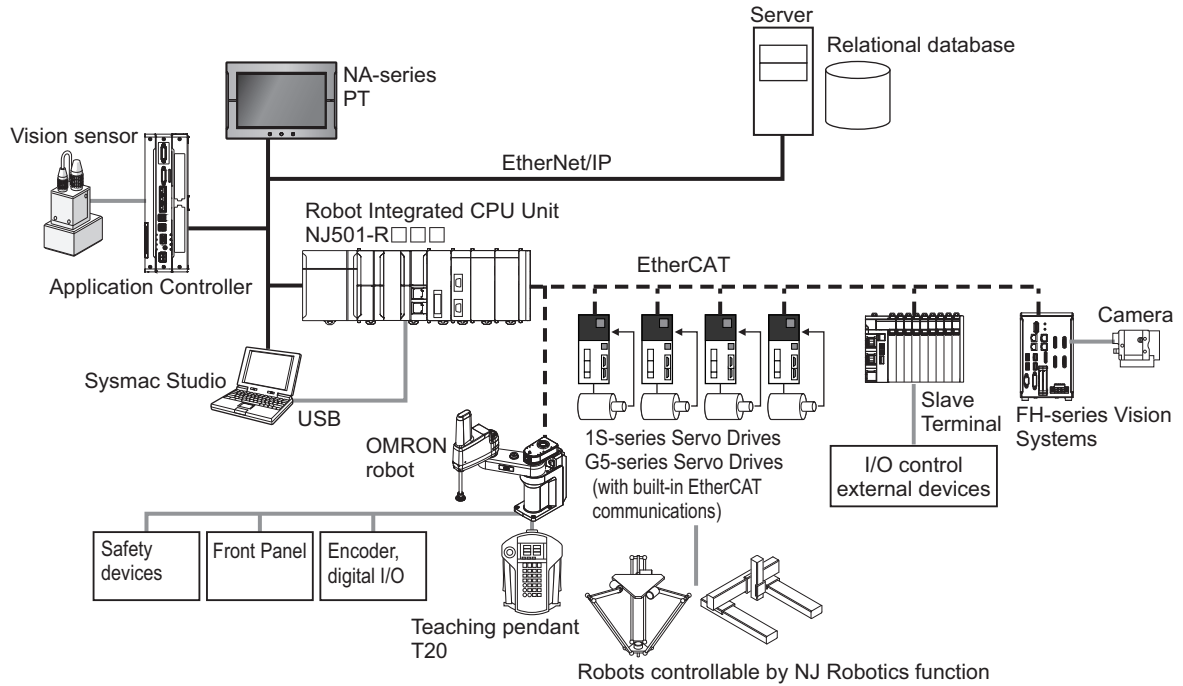 Server
Relational database
NA-series
PT
Vision sensor
EtherNet/IP
Robot Integrated CPU Unit
NJ501-R□□□
Application Controller
EtherCAT
Camera
Sysmac Studio
USB
Slave
Terminal
FH-series Vision
Systems
OMRON
robot
1S-series Servo Drives
G5-series Servo Drives
(with built-in EtherCAT
communications)
I/O control
external devices
Safety
devices
Front Panel
Encoder,
digital I/O
Teaching pendant
T20
Robots controllable by NJ Robotics function